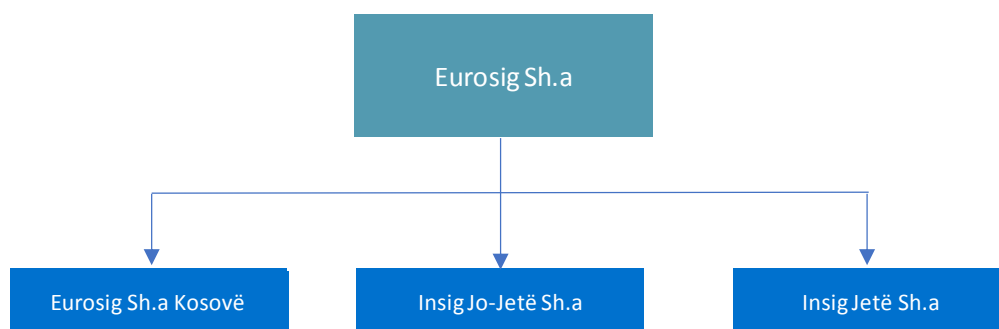 Eurosig Sh.a
Eurosig Sh.a Kosovë
Insig Jo-Jetë Sh.a
Insig Jetë Sh.a